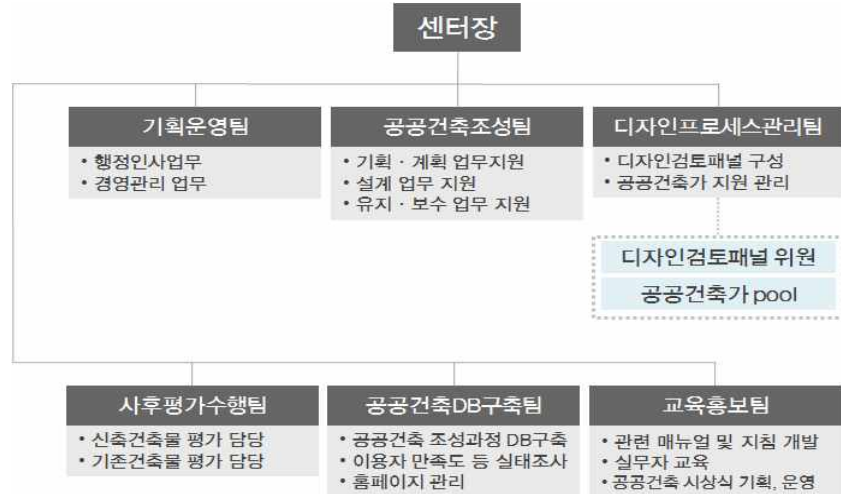 센터장
기획운영팀
• 행정인사업무
• 경영관리 업무
공공건축조성팀
• 기획 · 계획 업무지원
• 설계 업무 지원
• 유지 · 보수 업무 지원
디자인프로세스관리팀
• 디자인검토패널 구성
• 공공건축가 지원 관리
디자인검토패널 위원
공공건축가 pool
사후평가수행팀
• 신축건축물 평가 담당
• 기존건축물 평가 담당
공공건축DB구축팀
• 공공건축 조성과정 DB구축
• 이용자 만족도 등 실태조사
• 홈페이지 관리
교육홍보팀
• 관련 매뉴얼 및 지침 개발
• 실무자 교육
• 공공건축 시상식 기획, 운영